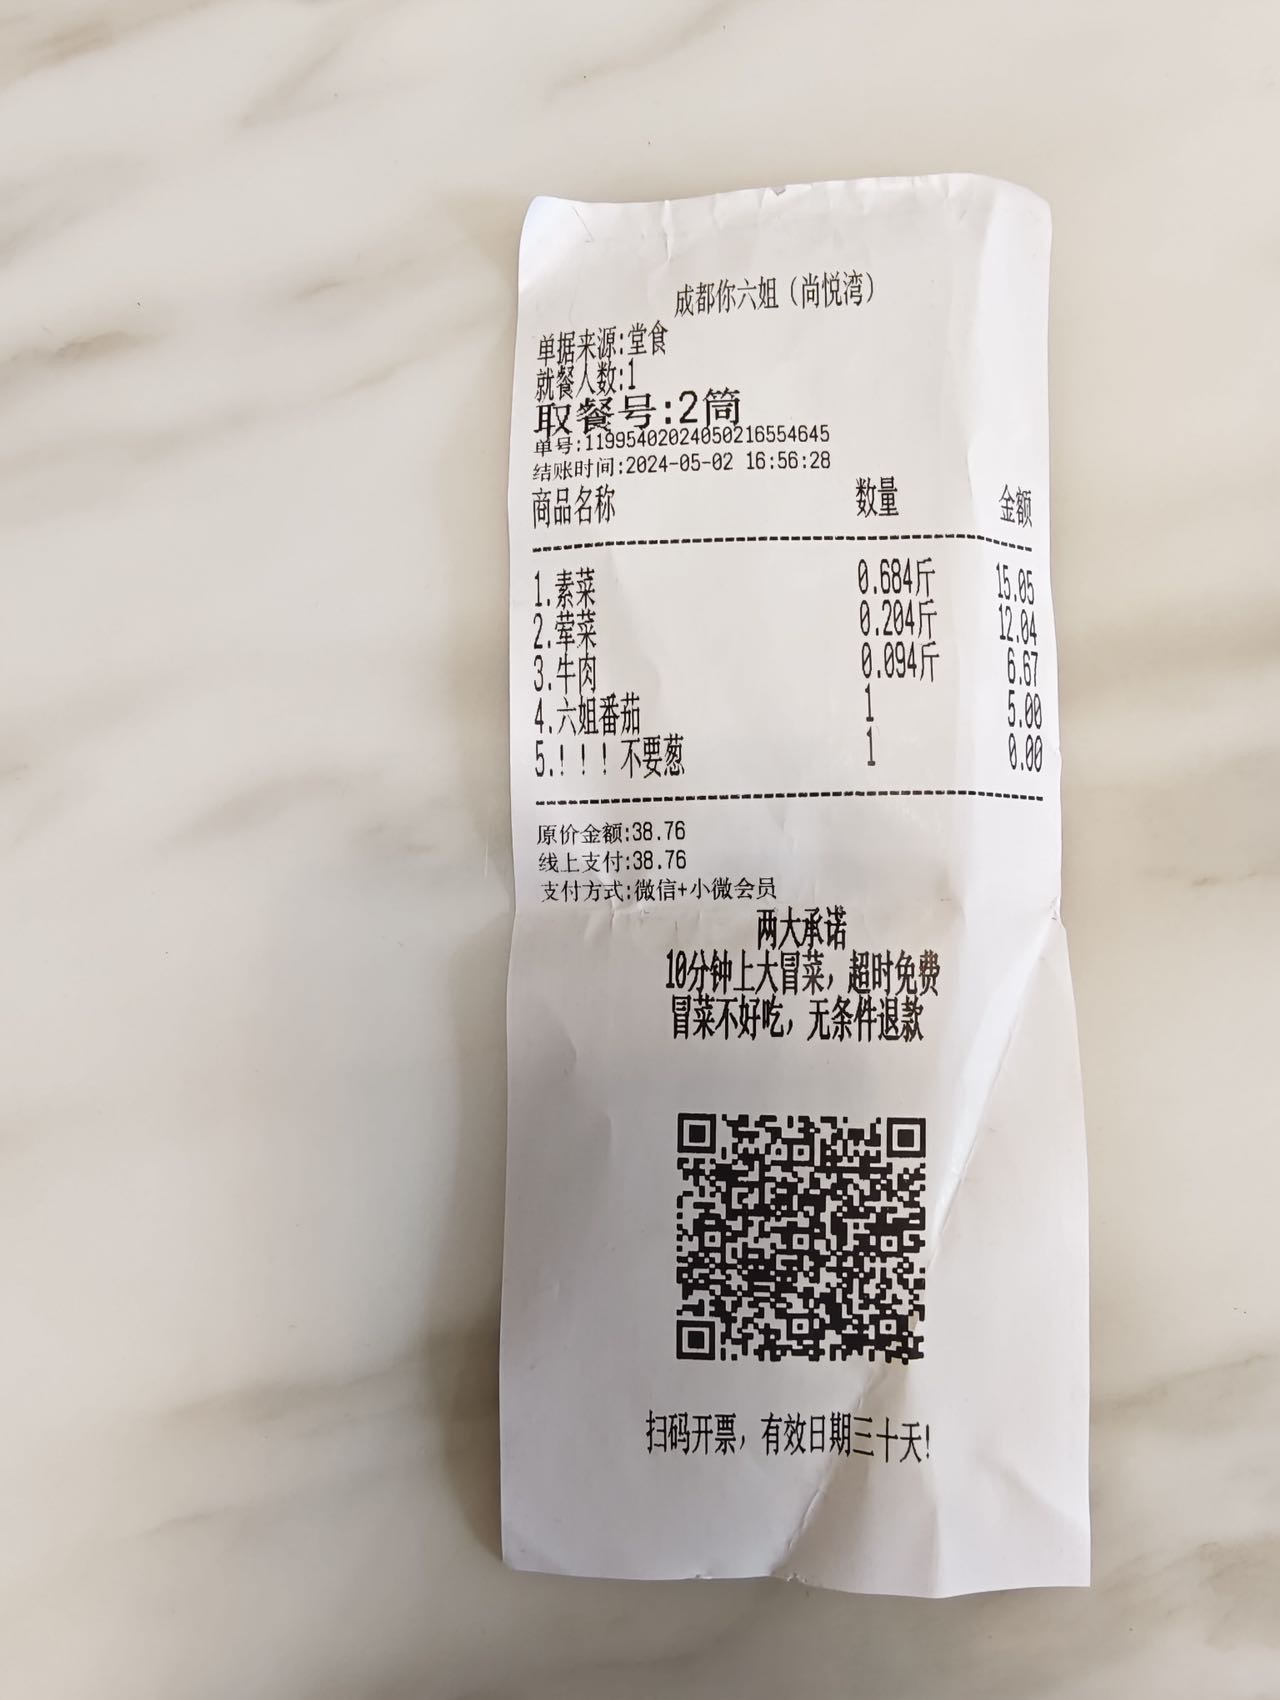 成都你六姐（尚悦湾）
单据来源:堂食
就餐人数:1
取餐号:2筒
单号:11995402024050216554645
结账时间:2024-05-02 16:56:28
商品名称 数量 金额
1.素菜 0.684斤 15.05
2.荤菜 0.204斤 12.04
3.牛肉 0.094斤 6.67
4.六姐番茄 1 5.00
5.!!!不要葱 1 0.00
原价金额:38.76
线上支付:38.76
支付方式:微信+小微会员
两大承诺
10分钟上大冒菜，超时免费
冒菜不好吃，无条件退款
扫码开票，有效日期三十天!